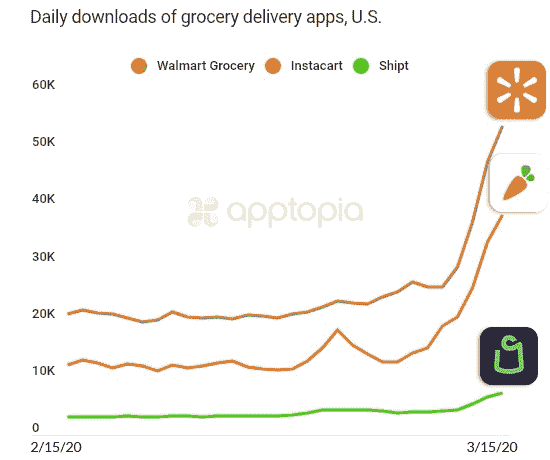 Daily downloads of grocery delivery apps, U.S.
Walmart Grocery Instacart Shipt
60K
50K
40K
apptopia
30K
20K
10K
0
2/15/20 3/15/20